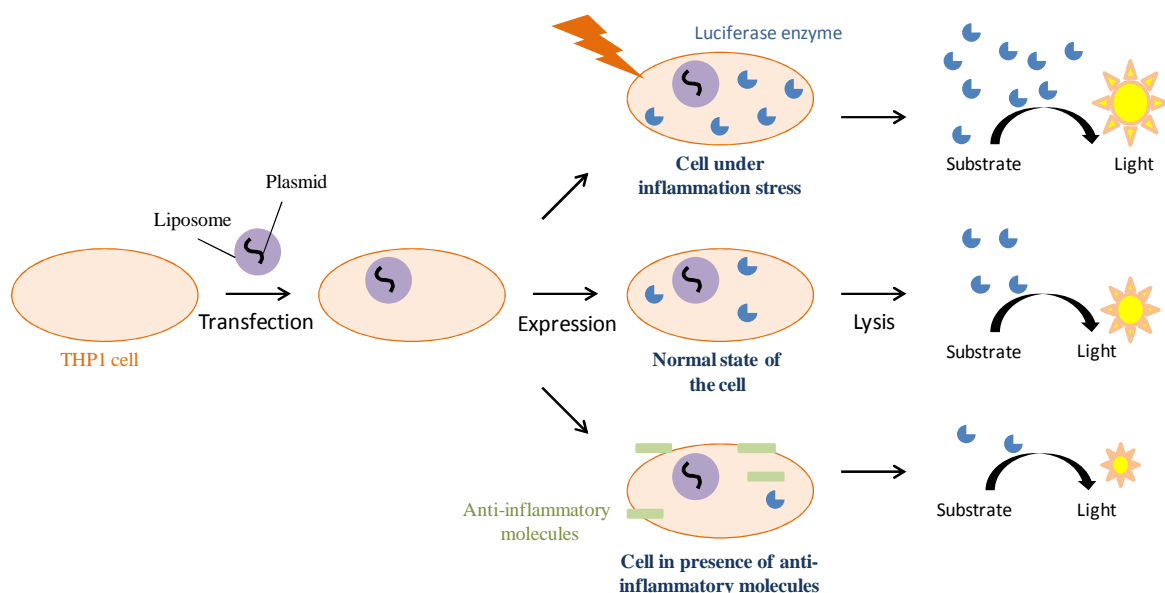 Luciferase enzyme
Substrate
Light
Cell under
inflammation stress
Plasmid
Liposome
Transfection
THP1 cell
Expression
Normal state of
the cell
Lysis
Substrate
Light
Anti-inflammatory
molecules
Cell in presence of anti-
inflammatory molecules
Substrate
Light